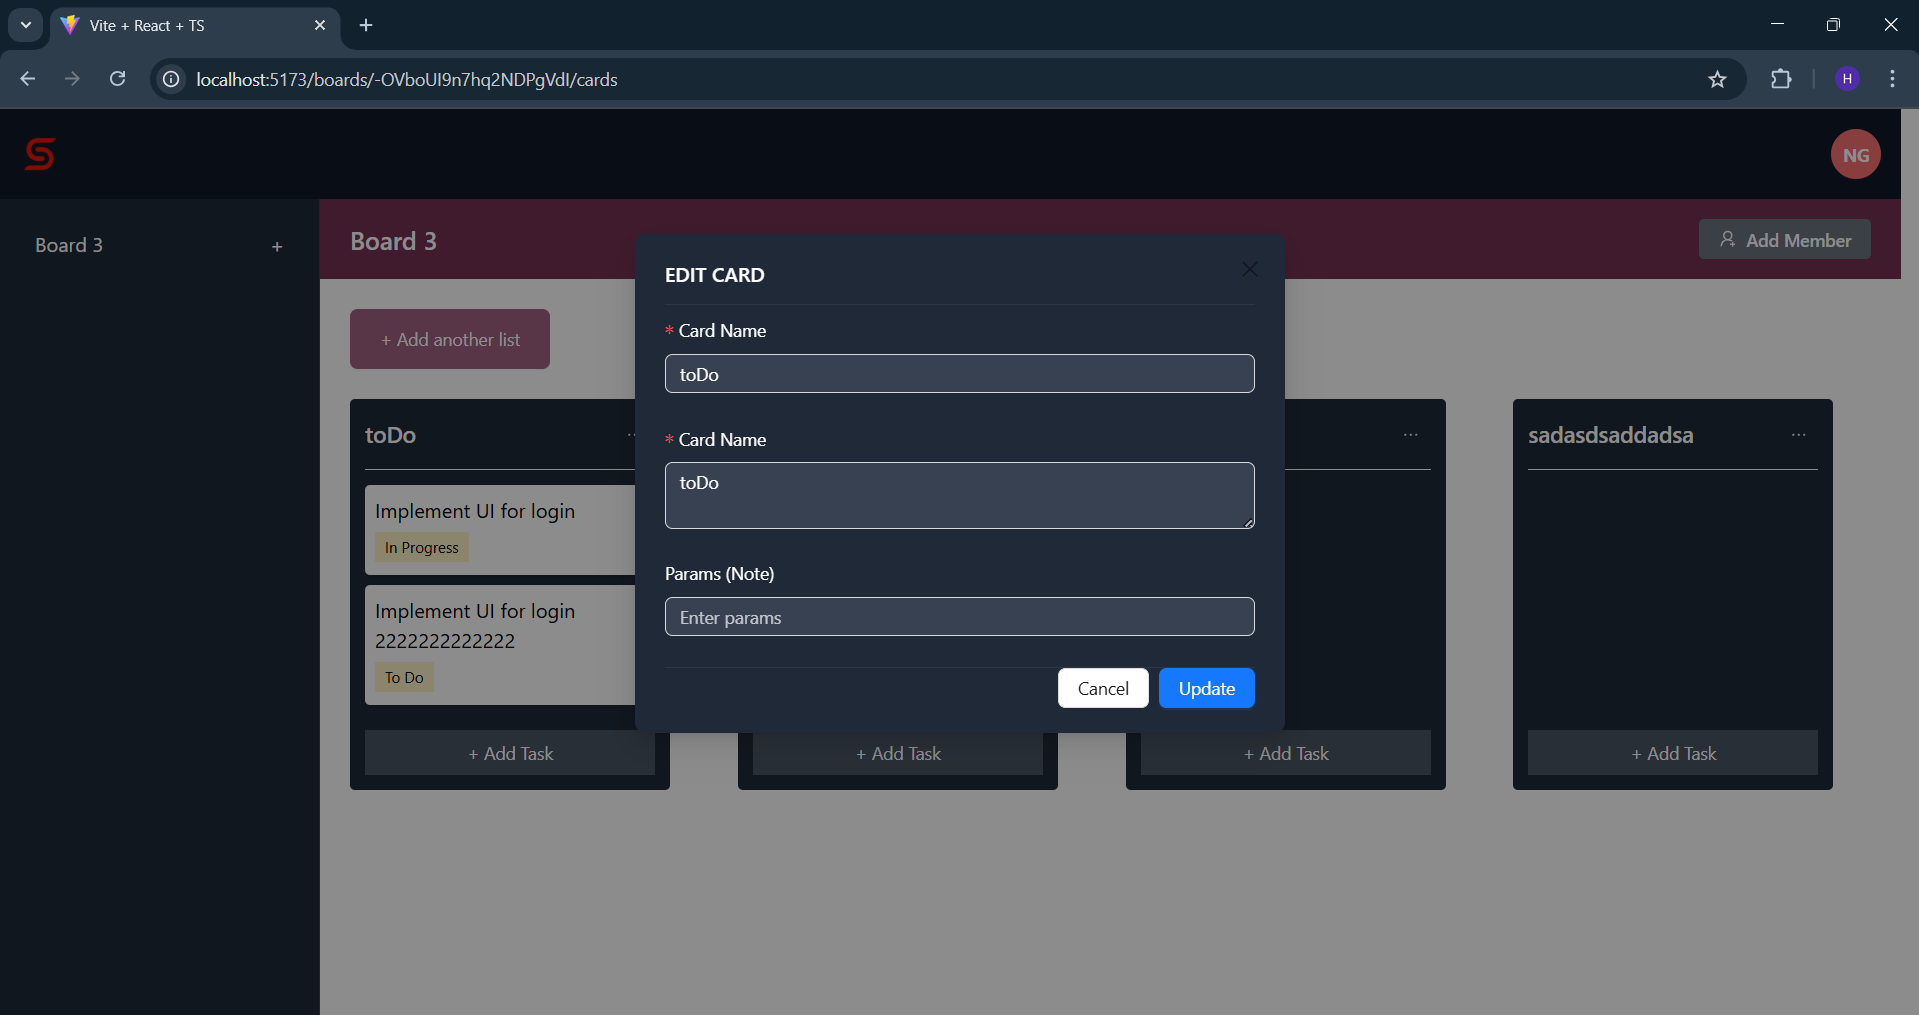 Vite + React + TS
localhost:5173/boards/-OVboUI9n7hq2NDPgVdI/cards
H
S
NG
Board 3
+
Board 3
Add Member
+ Add another list
EDIT CARD
* Card Name
toDo
* Card Name
toDo
Params (Note)
Enter params
Cancel
Update
toDo
Implement UI for login
In Progress
Implement UI for login
2222222222222
To Do
+ Add Task
+ Add Task
...
+ Add Task
sadasdsaddadsa
...
+ Add Task